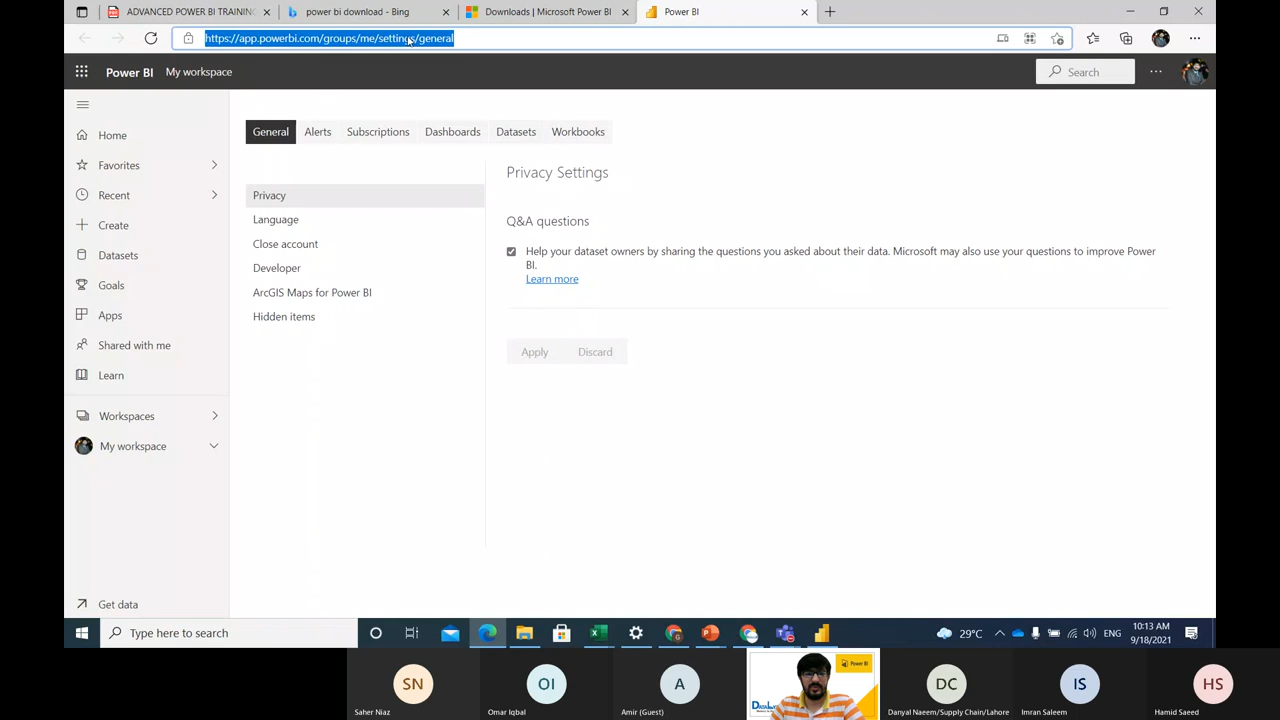 ADVANCED POWER BI TRAINING
power bi download - Bing
Downloads | Microsoft Power BI
Power BI
https://app.powerbi.com/groups/me/settings/general
Power BI
My workspace
Search
Home
Favorites
Recent
Create
Datasets
Goals
Apps
Shared with me
Learn
Workspaces
My workspace
Get data
General
Alerts
Subscriptions
Dashboards
Datasets
Workbooks
Privacy
Language
Close account
Developer
ArcGIS Maps for Power BI
Hidden items
Privacy Settings
Q&A questions
Help your dataset owners by sharing the questions you asked about their data. Microsoft may also use your questions to improve Power
BI.
Learn more
Apply
Discard
Type here to search
29°C
ENG
10:13 AM
9/18/2021
SN
OI
A
Power BI
DC
IS
HS
Saher Niaz
Omar Iqbal
Amir (Guest)
Danyal Naeem/Supply Chain/Lahore
Imran Saleem
Hamid Saeed